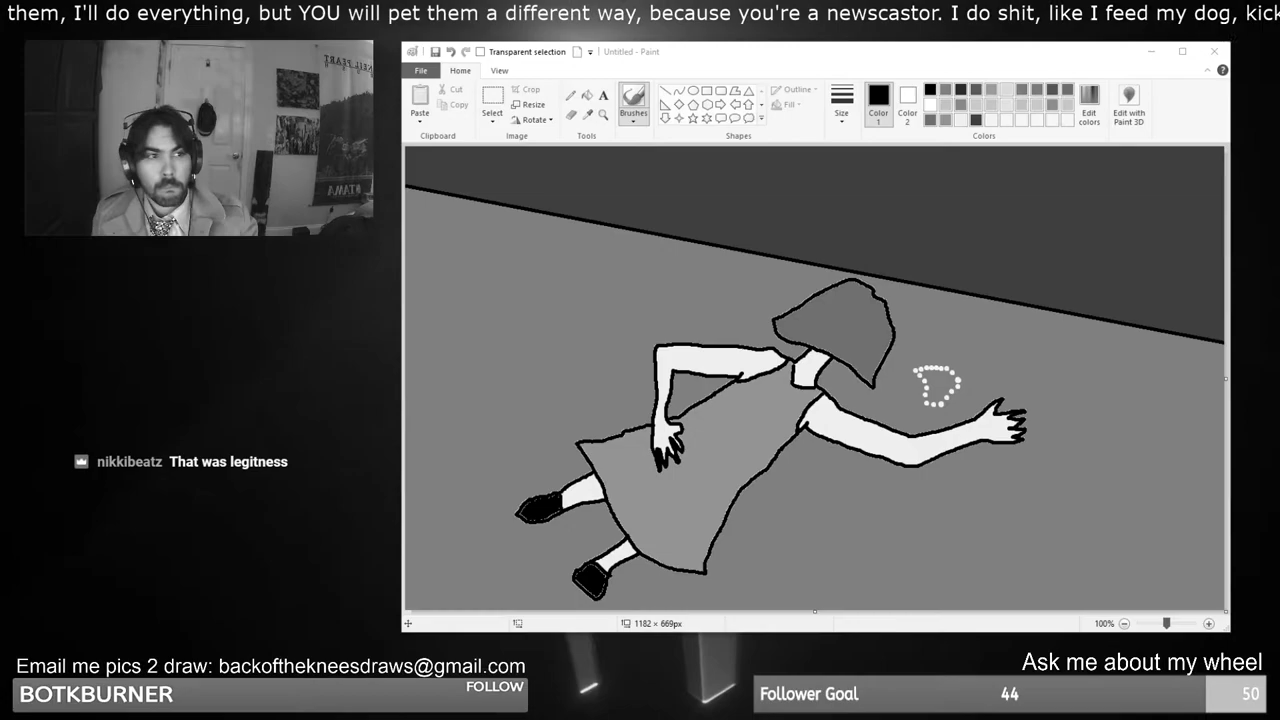 them, I'll do everything, but YOU will pet them a different way, because you're a newscastor. I do shit, like I feed my dog, kick
Transparent selection
Untitled - Paint
File
Home
View
Paste
Cut
Copy
Clipboard
Select
Crop
Resize
Rotate
Image
Tools
Brushes
Outline
Fill
Shapes
Size
Color 1
Color 2
Colors
Edit colors
Edit with Paint 3D
D
nikkibeatz That was legitness
1182 × 669px
100%
Email me pics 2 draw: backofthekneesdraws@gmail.com
BOTKBURNER
FOLLOW
Ask me about my wheel
Follower Goal
44
50